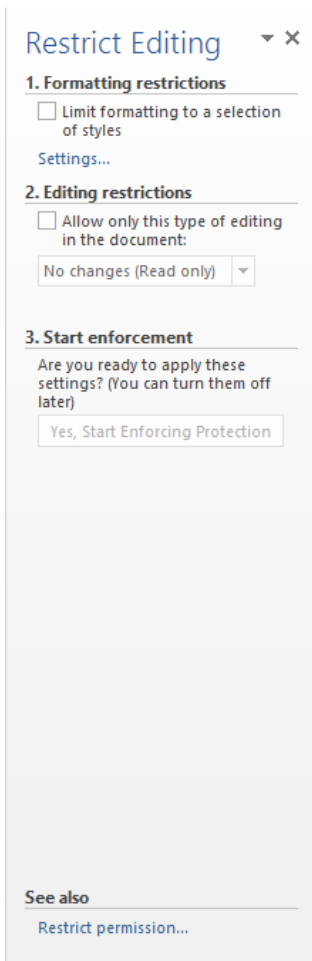 Restrict Editing
1. Formatting restrictions
Limit formatting to a selection
of styles
Settings...
2. Editing restrictions
Allow only this type of editing
in the document:
No changes (Read only)
3. Start enforcement
Are you ready to apply these
settings? (You can turn them off
later)
Yes, Start Enforcing Protection
See also
Restrict permission...